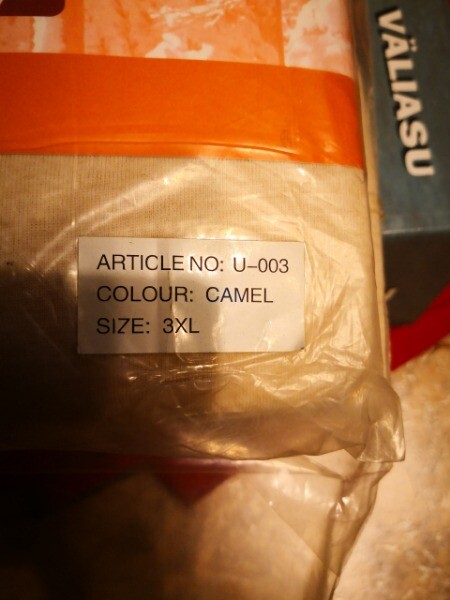 VÄLIASU
ARTICLE NO: U-003
COLOUR: CAMEL
SIZE: 3XL